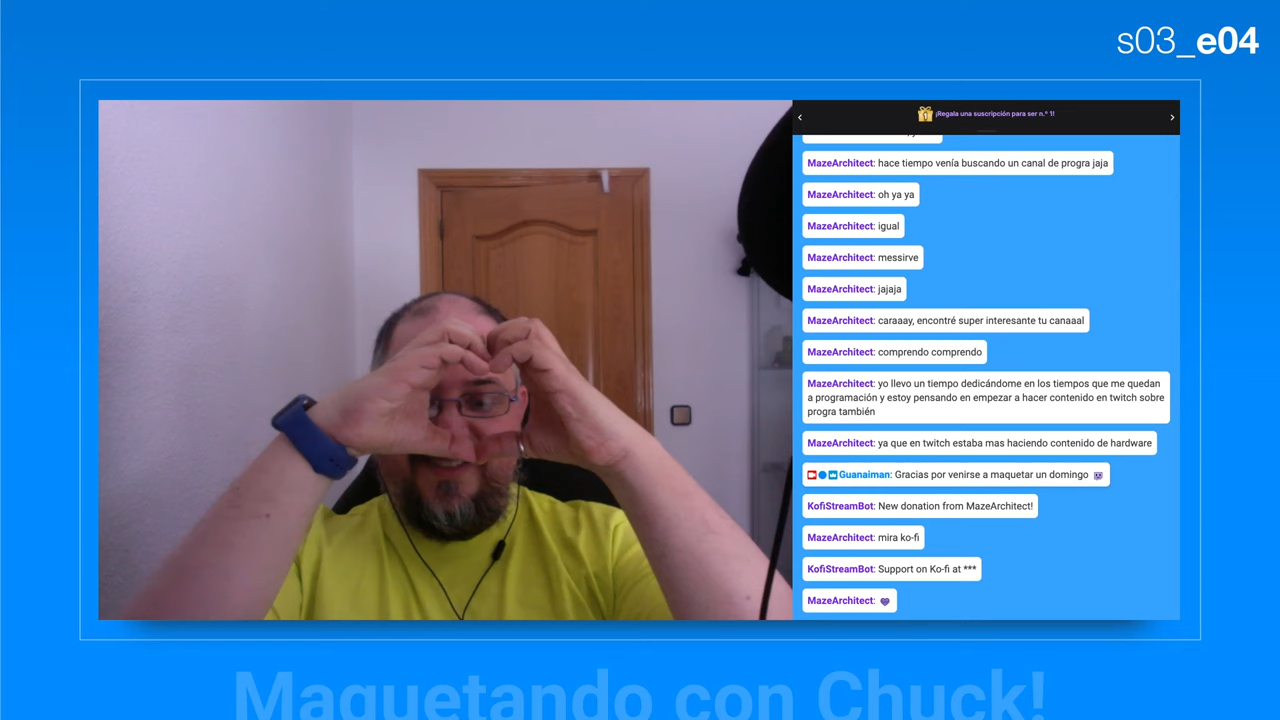 s03_e04
¡Regala una suscripción para ser n.º 1!
MazeArchitect: hace tiempo venía buscando un canal de progra jaja
MazeArchitect: oh ya ya
MazeArchitect: igual
MazeArchitect: messirve
MazeArchitect: jajaja
MazeArchitect: caraaay, encontré super interesante tu canaaal
MazeArchitect: comprendo comprendo
MazeArchitect: yo llevo un tiempo dedicándome en los tiempos que me quedan
a programación y estoy pensando en empezar a hacer contenido en twitch sobre
progra también
MazeArchitect: ya que en twitch estaba mas haciendo contenido de hardware
Guanaiman: Gracias por venirse a maquetar un domingo
KofiStreamBot: New donation from MazeArchitect!
MazeArchitect: mira ko-fi
KofiStreamBot: Support on Ko-fi at ***
MazeArchitect:
Maquetando con Chuck!